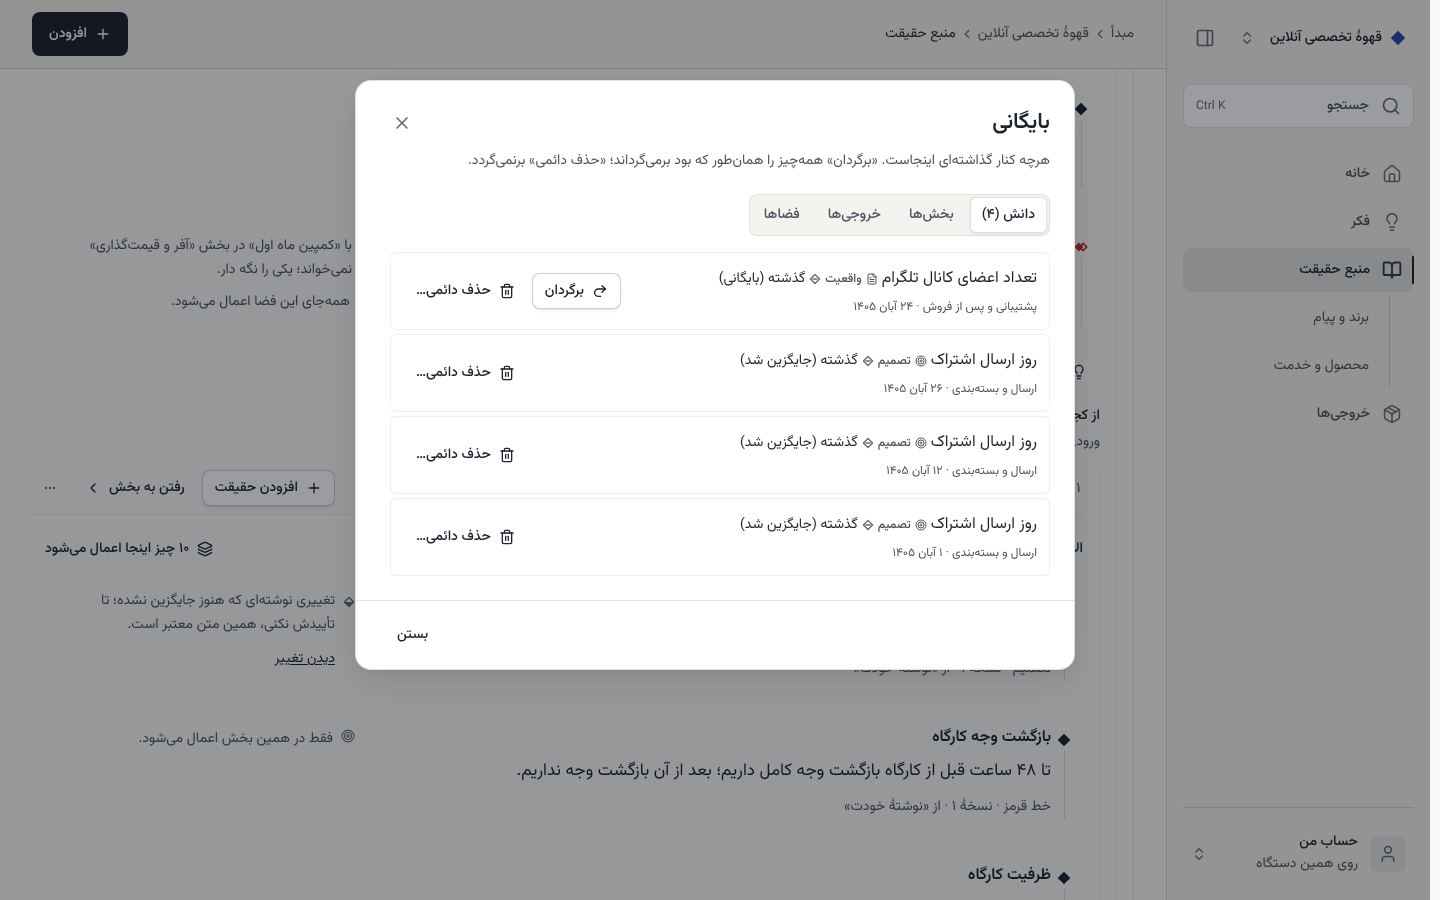 قهوهٔ تخصصی آنلاین
جستجو
Ctrl K
خانه
فکر
منبع حقیقت
برند و پیام
محصول و خدمت
خروجی‌ها
حساب من
روی همین دستگاه
مبدأ › قهوهٔ تخصصی آنلاین › منبع حقیقت
افزودن
بایگانی
هرچه کنار گذاشته‌ای اینجاست. «برگردان» همه‌چیز را همان‌طور که بود برمی‌گرداند؛ «حذف دائمی» برنمی‌گردد.
دانش (۴)
بخش‌ها
خروجی‌ها
فضاها
تعداد اعضای کانال تلگرام واقعیت گذشته (بایگانی)
پشتیبانی و پس از فروش · ۲۴ آبان ۱۴۰۵
برگردان
حذف دائمی...
روز ارسال اشتراک تصمیم گذشته (جایگزین شد)
ارسال و بسته‌بندی · ۲۶ آبان ۱۴۰۵
حذف دائمی...
روز ارسال اشتراک تصمیم گذشته (جایگزین شد)
ارسال و بسته‌بندی · ۱۲ آبان ۱۴۰۵
حذف دائمی...
روز ارسال اشتراک تصمیم گذشته (جایگزین شد)
ارسال و بسته‌بندی · ۱ آبان ۱۴۰۵
حذف دائمی...
بستن
با «کمپین ماه اول» در بخش «آفر و قیمت‌گذاری»
نمی‌خواند؛ یکی را نگه دار.
همه‌جای این فضا اعمال می‌شود.
افزودن حقیقت
رفتن به بخش
۱۰ چیز اینجا اعمال می‌شود
تغییری نوشته‌ای که هنوز جایگزین نشده؛ تا
تأییدش نکنی، همین متن معتبر است.
دیدن تغییر
بازگشت وجه کارگاه
تا ۴۸ ساعت قبل از کارگاه بازگشت وجه کامل داریم؛ بعد از آن بازگشت وجه نداریم.
خط قرمز · نسخهٔ ۱ · از «نوشتهٔ خودت»
فقط در همین بخش اعمال می‌شود.
ظرفیت کارگاه